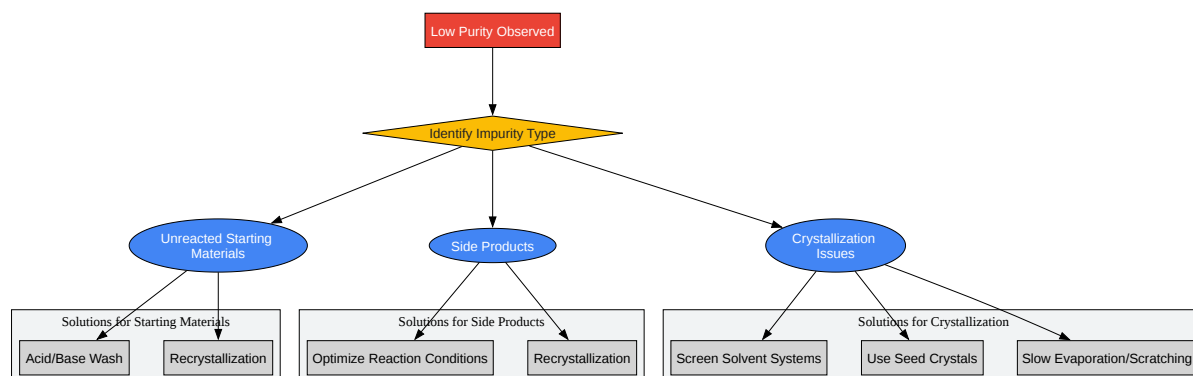 Low Purity Observed
Identify Impurity Type
Unreacted Starting
Materials
Side Products
Crystallization
Issues
Solutions for Starting Materials
Acid/Base Wash
Recrystallization
Solutions for Side Products
Optimize Reaction Conditions
Recrystallization
Solutions for Crystallization
Screen Solvent Systems
Use Seed Crystals
Slow Evaporation/Scratching